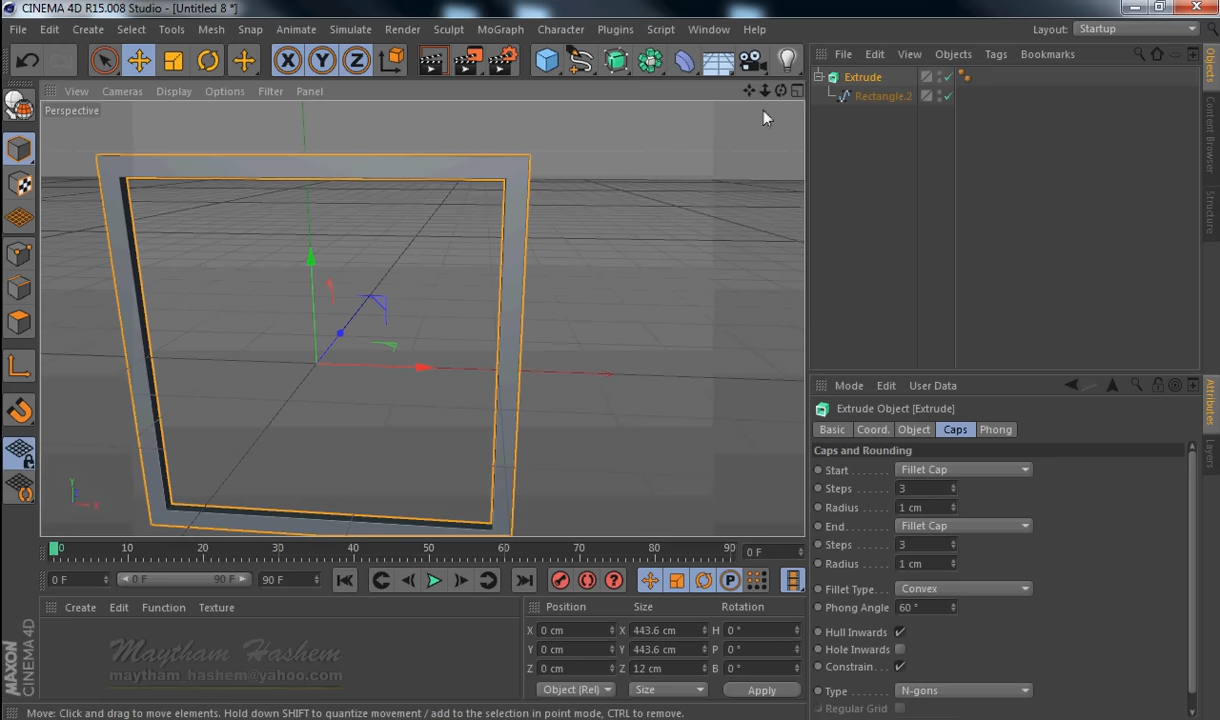 CINEMA 4D R15.008 Studio - [Untitled 8 *]
File Edit Create Select Tools Mesh Snap Animate Simulate Render Sculpt MoGraph Character Plugins Script Window Help Layout: Startup
X Y Z
File Edit View Objects Tags Bookmarks
Extrude
Rectangle.2
View Cameras Display Options Filter Panel
Perspective
Y
X
Objects
Content Browser
Structure
Mode Edit User Data
Extrude Object [Extrude]
Basic Coord. Object Caps Phong
Caps and Rounding
Start . . . . . . . Fillet Cap
Steps . . . . . . 3
Radius . . . . . 1 cm
End . . . . . . . . Fillet Cap
Steps . . . . . . 3
Radius . . . . . 1 cm
Fillet Type. . . Convex
Phong Angle 60 °
Hull Inwards
Hole Inwards
Constrain. . .
Type . . . . . . . N-gons
Regular Grid
Attributes
Layers
0 10 20 30 40 50 60 70 80 90 0 F
0 F 0 F 90 F 90 F P
Create Edit Function Texture
Maytham Hashem
maytham_hashem@yahoo.com
Position Size Rotation
X 0 cm X 443.6 cm H 0 °
Y 0 cm Y 443.6 cm P 0 °
Z 0 cm Z 12 cm B 0 °
Object (Rel) Size Apply
MAXON
CINEMA 4D
Move: Click and drag to move elements. Hold down SHIFT to quantize movement / add to the selection in point mode, CTRL to remove.